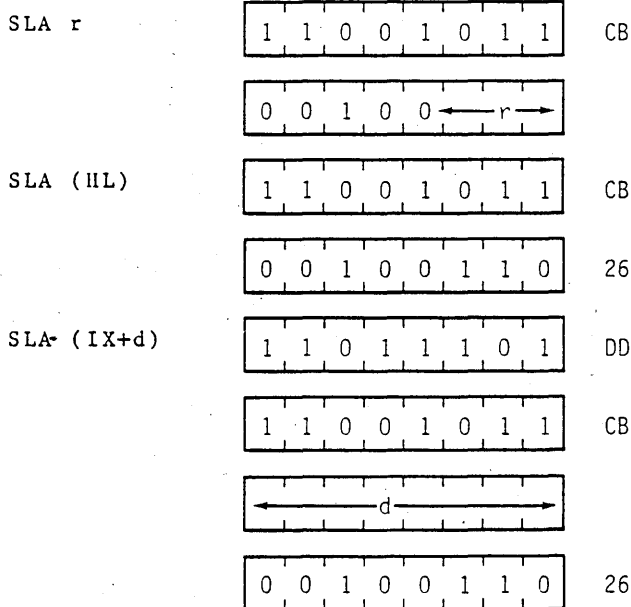 SLA r 1 1 0 0 1 0 1 1 CB
0 0 1 0 0 r
SLA (HL) 1 1 0 0 1 0 1 1 CB
0 0 1 0 0 1 1 0 26
SLA (IX+d) 1 1 0 1 1 1 0 1 DD
1 1 0 0 1 0 1 1 CB
d
0 0 1 0 0 1 1 0 26